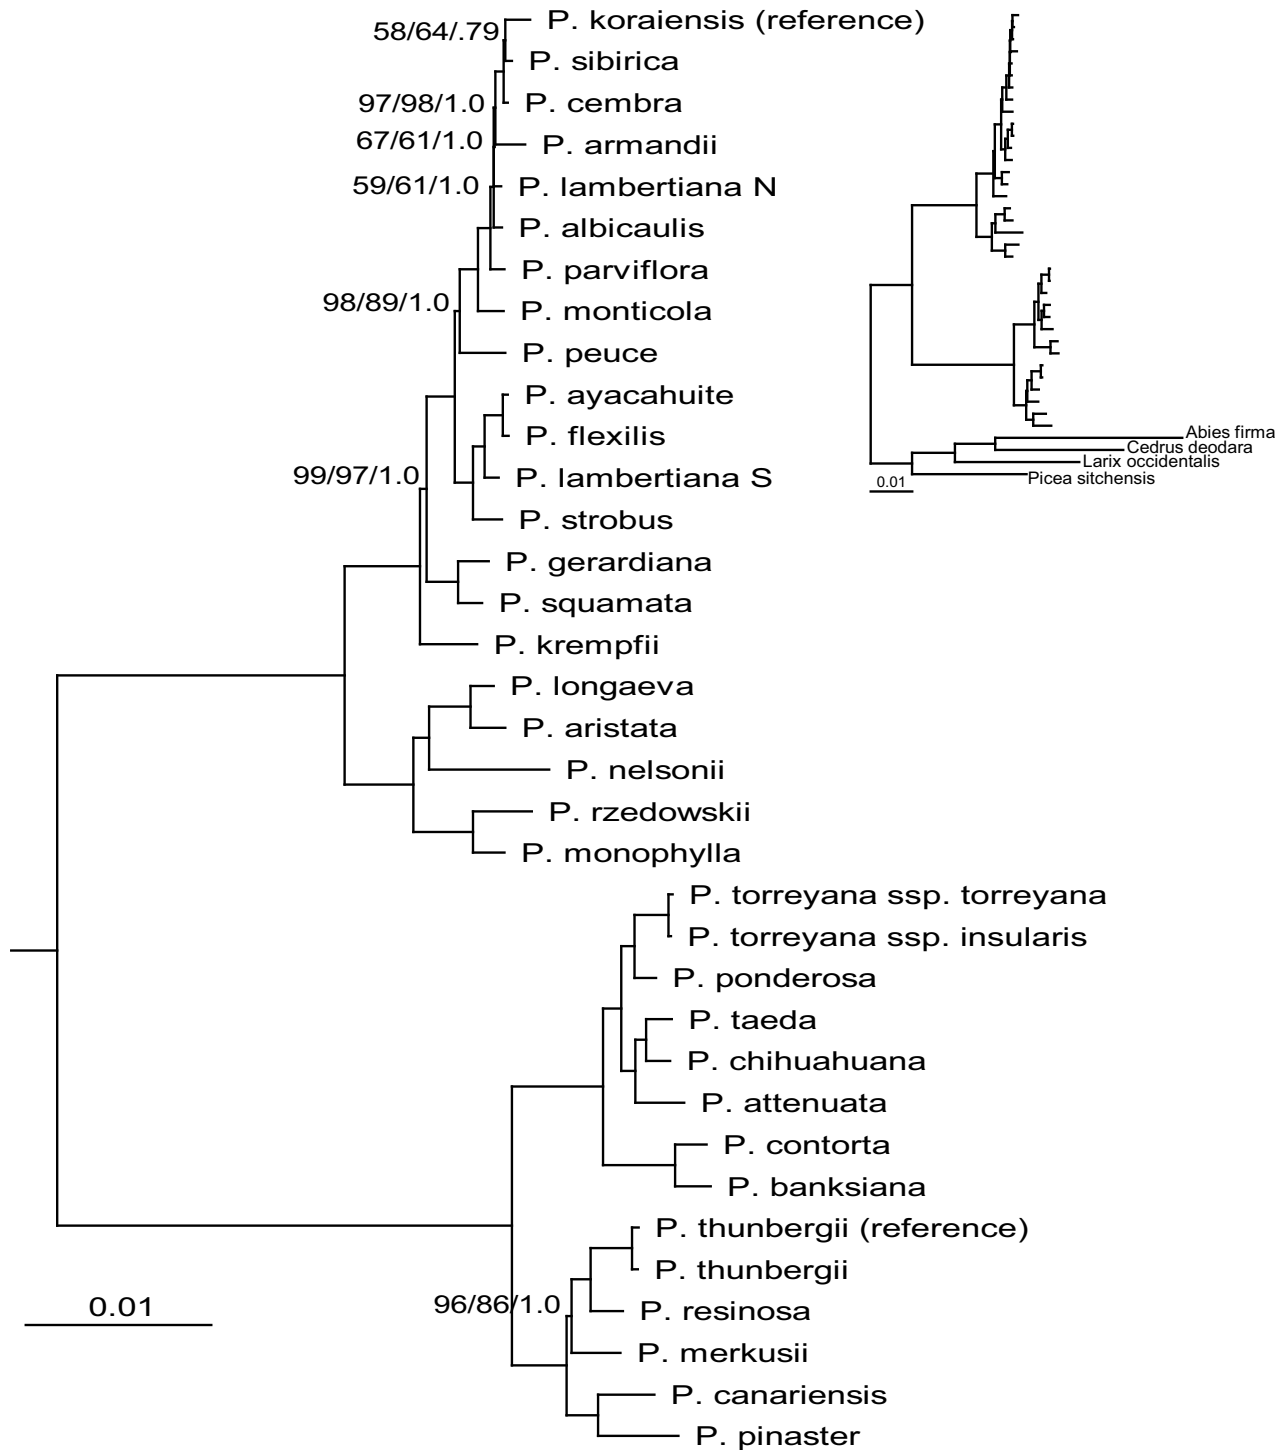 P. koraiensis (reference)
58/64/.79
P. sibirica
97/98/1.0
P. cembra
67/61/1.0
P. armandii
59/61/1.0
P. lambertiana N
P. albicaulis
P. parviflora
98/89/1.0
P. monticola
P. peuce
P. ayacahuite
P. flexilis
99/97/1.0
P. lambertiana S
P. strobus
P. gerardiana
P. squamata
P. krempfii
P. longaeva
P. aristata
P. nelsonii
P. rzedowskii
P. monophylla
P. torreyana ssp. torreyana
P. torreyana ssp. insularis
P. ponderosa
P. taeda
P. chihuahuana
P. attenuata
P. contorta
P. banksiana
P. thunbergii (reference)
P. thunbergii
96/86/1.0
P. resinosa
P. merkusii
P. canariensis
P. pinaster
0.01
Abies firma
Cedrus deodara
Larix occidentalis
Picea sitchensis
0.01